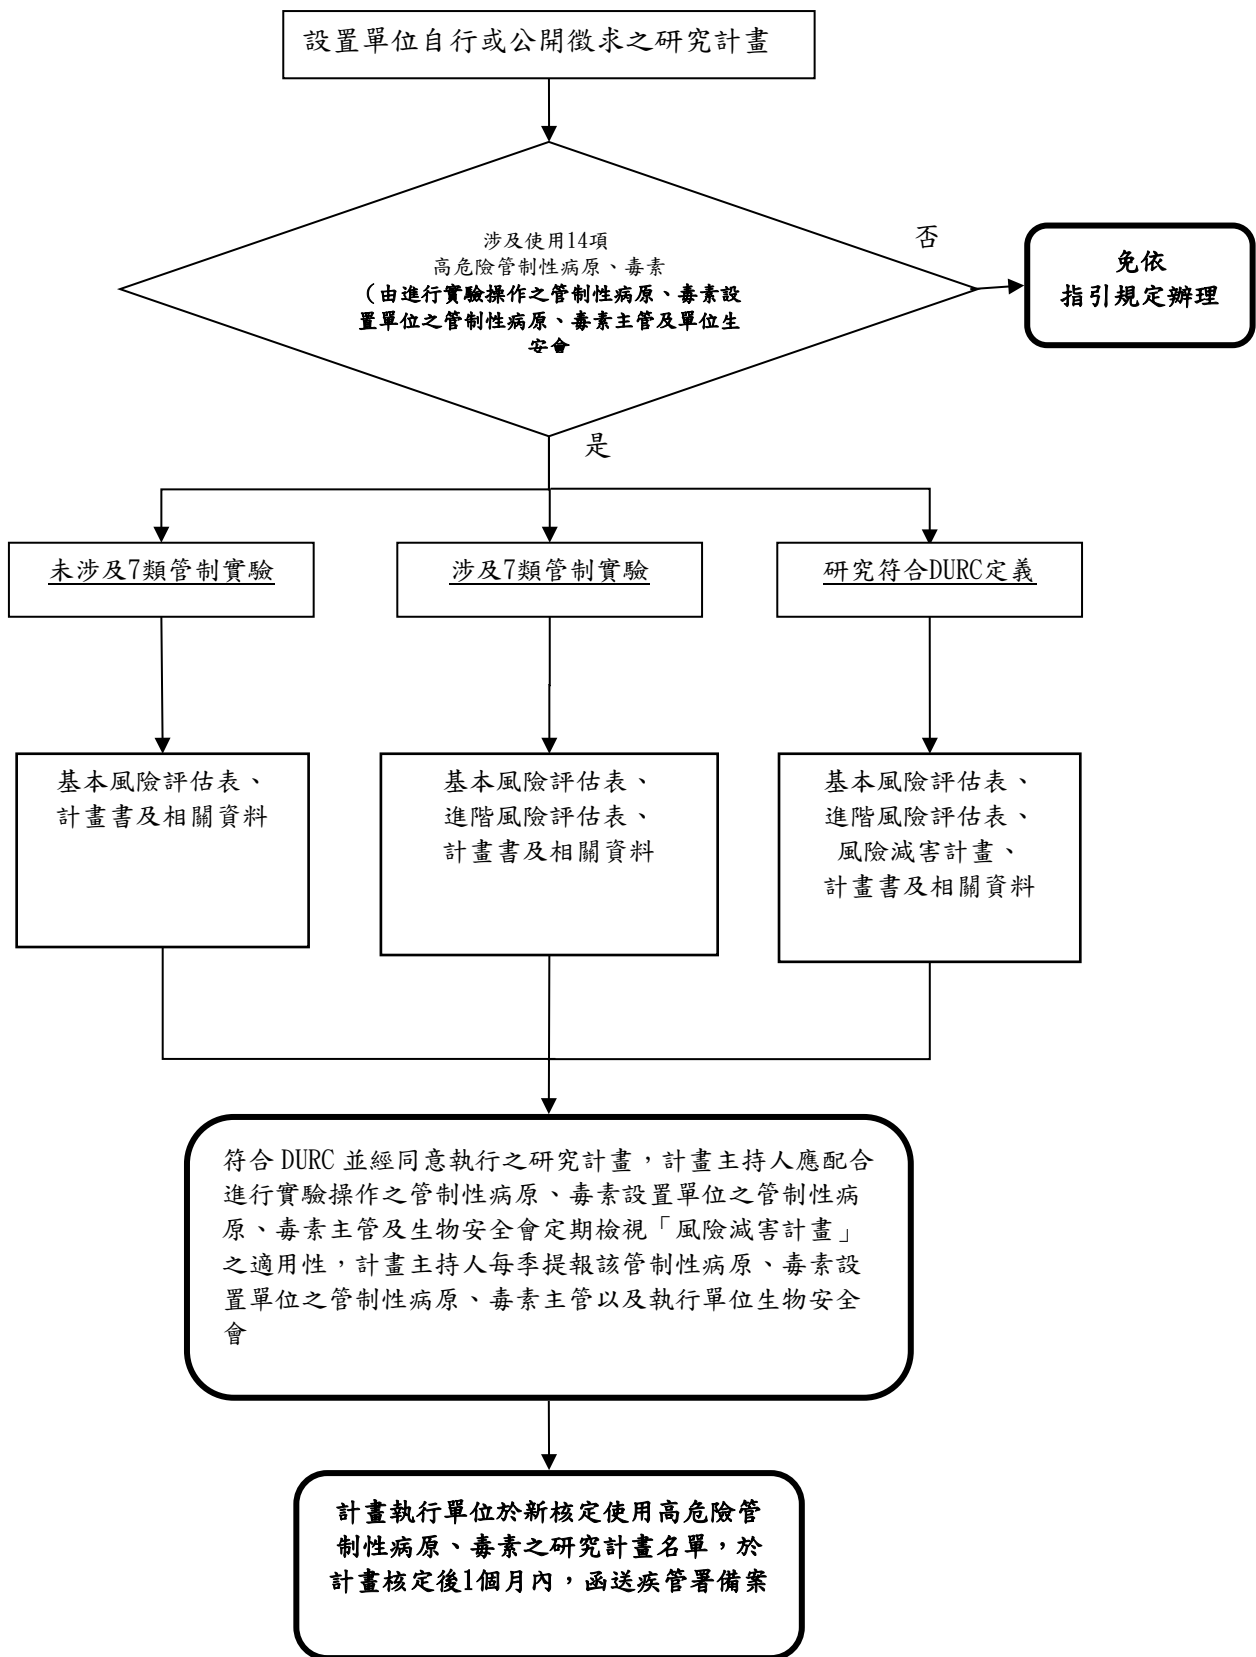 設置單位自行或公開徵求之研究計畫
涉及使用14項
高危險管制性病原、毒素
（由進行實驗操作之管制性病原、毒素設
置單位之管制性病原、毒素主管及單位生
安會
否
免依
指引規定辦理
是
未涉及7類管制實驗
涉及7類管制實驗
研究符合DURC定義
基本風險評估表、
計畫書及相關資料
基本風險評估表、
進階風險評估表、
計畫書及相關資料
基本風險評估表、
進階風險評估表、
風險減害計畫、
計畫書及相關資料
符合 DURC 並經同意執行之研究計畫，計畫主持人應配合
進行實驗操作之管制性病原、毒素設置單位之管制性病
原、毒素主管及生物安全會定期檢視「風險減害計畫」
之適用性，計畫主持人每季提報該管制性病原、毒素設
置單位之管制性病原、毒素主管以及執行單位生物安全
會
計畫執行單位於新核定使用高危險管
制性病原、毒素之研究計畫名單，於
計畫核定後1個月內，函送疾管署備案